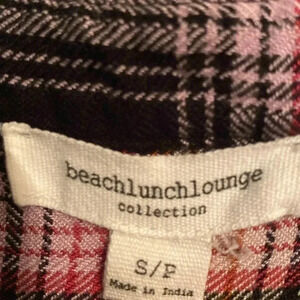 beachlunchlounge
collection
S/P
Made in India